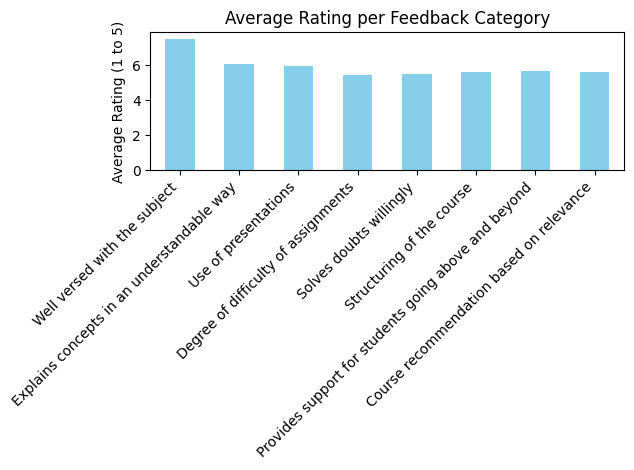 Average Rating per Feedback Category
Average Rating (1 to 5)
6
4
2
0
Well versed with the subject
Explains concepts in an understandable way
Use of presentations
Degree of difficulty of assignments
Solves doubts willingly
Structuring of the course
Provides support for students going above and beyond
Course recommendation based on relevance